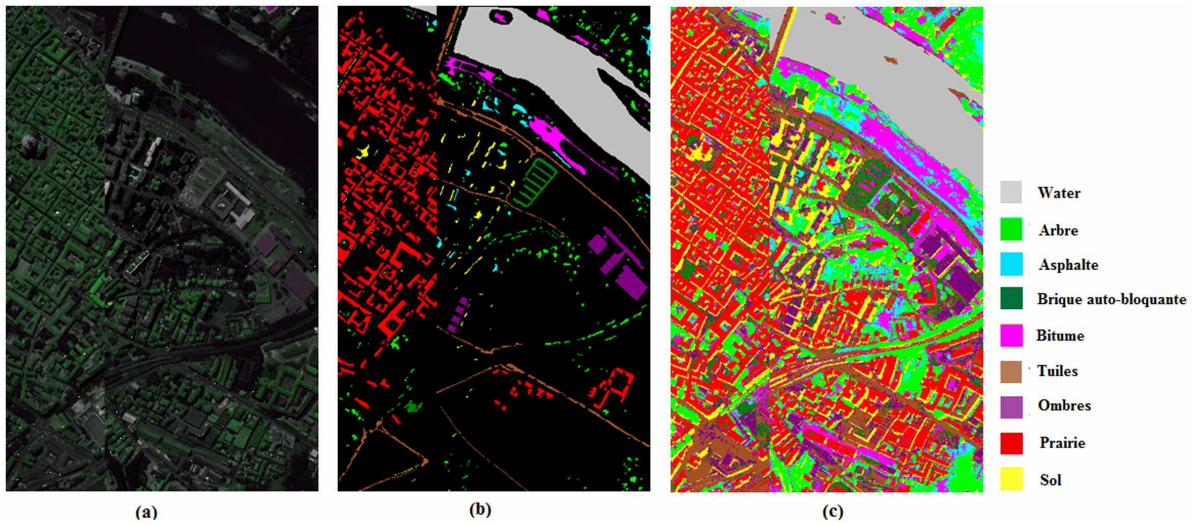 Water
Arbre
Asphalte
Brique auto-bloquante
Bitume
Tuiles
Ombres
Prairie
Sol
(a)
(b)
(c)